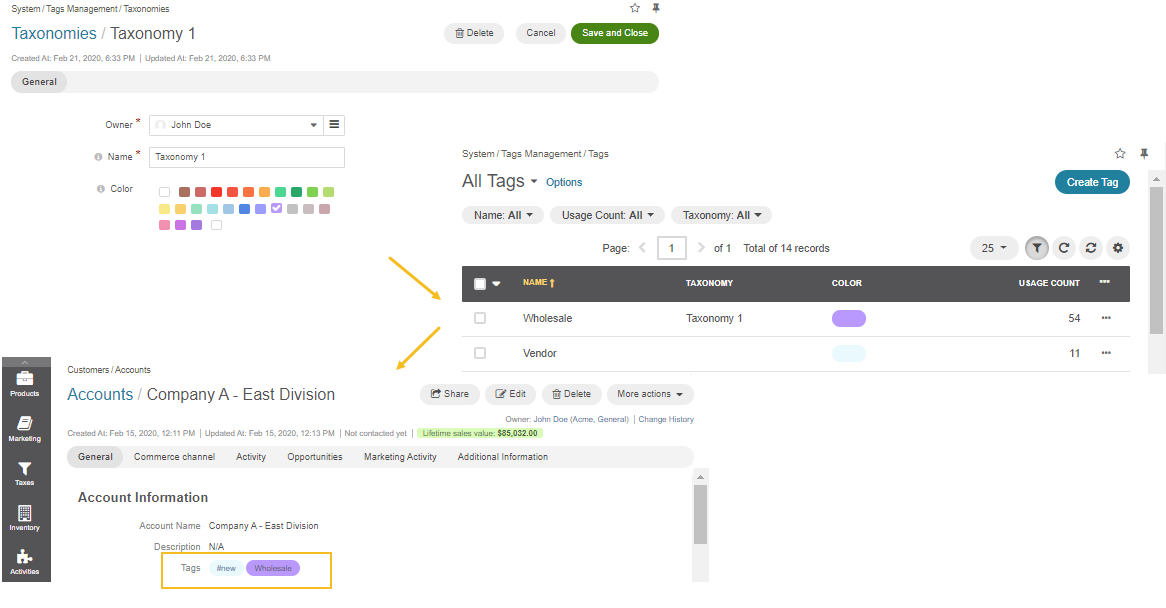 System / Tags Management / Taxonomies
Taxonomies / Taxonomy 1
Delete Cancel Save and Close
Created At: Feb 21, 2020, 6:33 PM | Updated At: Feb 21, 2020, 6:33 PM
General
Owner * John Doe
Name * Taxonomy 1
Color
System / Tags Management / Tags
All Tags Options
Create Tag
Name: All Usage Count: All Taxonomy: All
Page: 1 of 1 Total of 14 records 25
NAME TAXONOMY COLOR USAGE COUNT
Wholesale Taxonomy 1 54
Vendor 11
Products
Marketing
Taxes
Inventory
Activities
Customers / Accounts
Accounts / Company A - East Division
Share Edit Delete More actions
Owner: John Doe (Acme, General) | Change History
Created At: Feb 15, 2020, 12:11 PM | Updated At: Feb 15, 2020, 12:13 PM | Not contacted yet | Lifetime sales value: $85,032.00
General Commerce channel Activity Opportunities Marketing Activity Additional Information
Account Information
Account Name Company A - East Division
Description N/A
Tags #new Wholesale